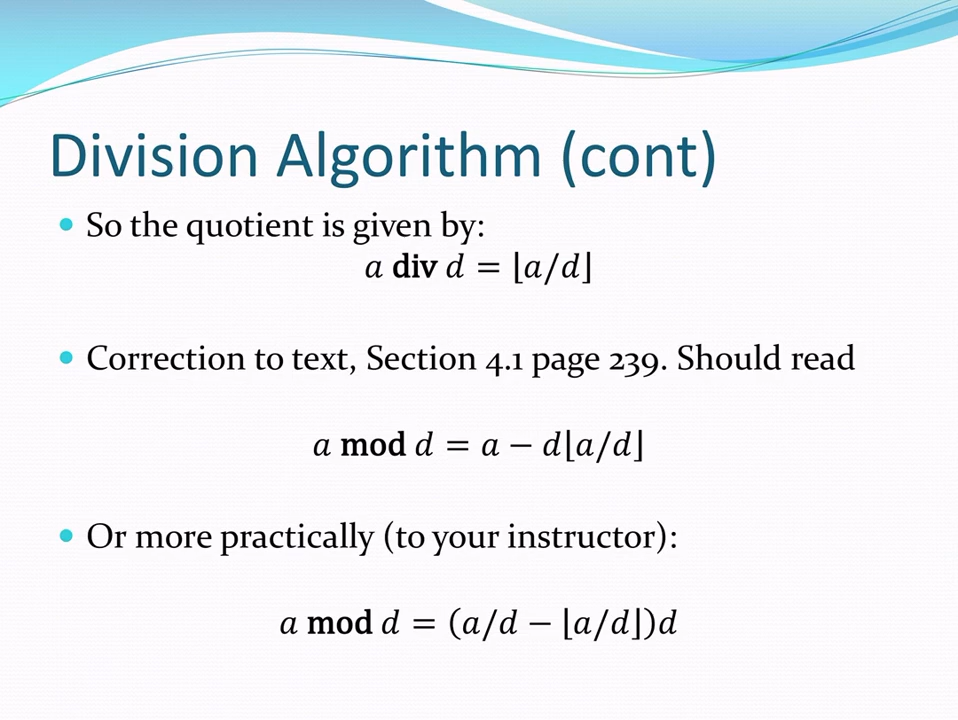 Division Algorithm (cont)
• So the quotient is given by:
𝑎 div 𝑑 = ⌊𝑎/𝑑⌋
• Correction to text, Section 4.1 page 239. Should read
𝑎 mod 𝑑 = 𝑎 − 𝑑⌊𝑎/𝑑⌋
• Or more practically (to your instructor):
𝑎 mod 𝑑 = (𝑎/𝑑 − ⌊𝑎/𝑑⌋)𝑑